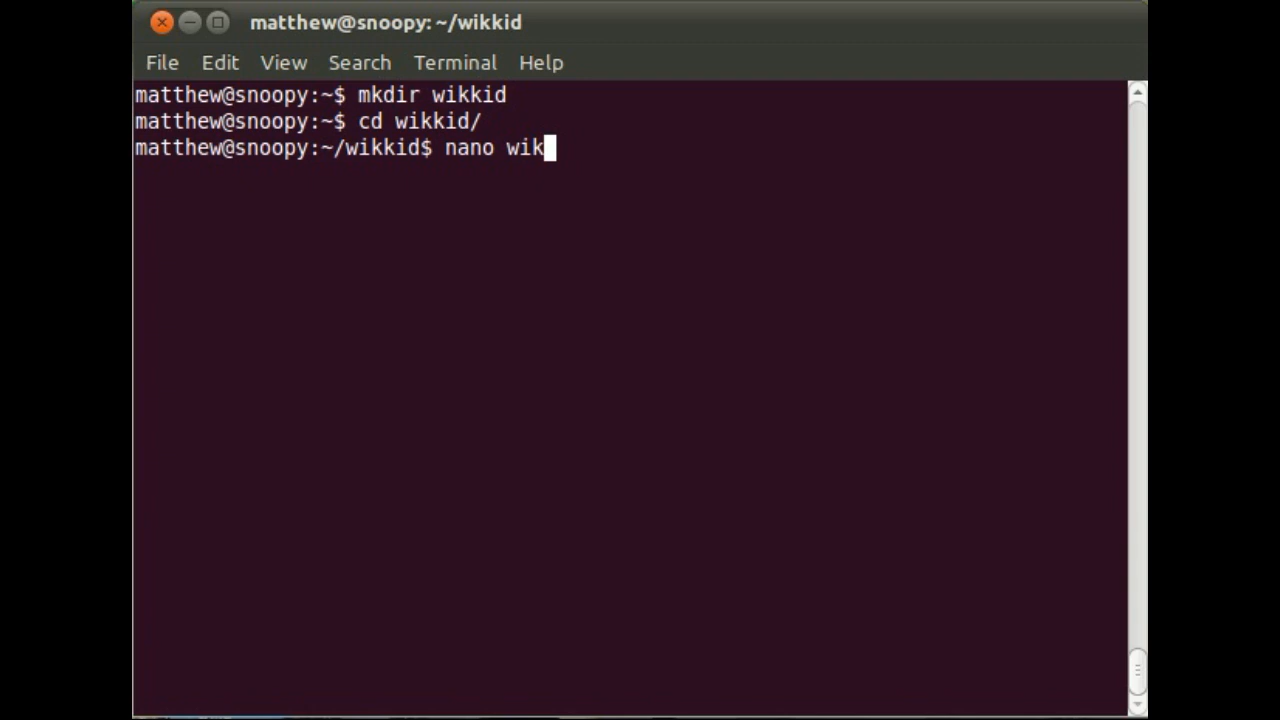 matthew@snoopy: ~/wikkid
File Edit View Search Terminal Help
matthew@snoopy:~$ mkdir wikkid
matthew@snoopy:~$ cd wikkid/
matthew@snoopy:~/wikkid$ nano wik